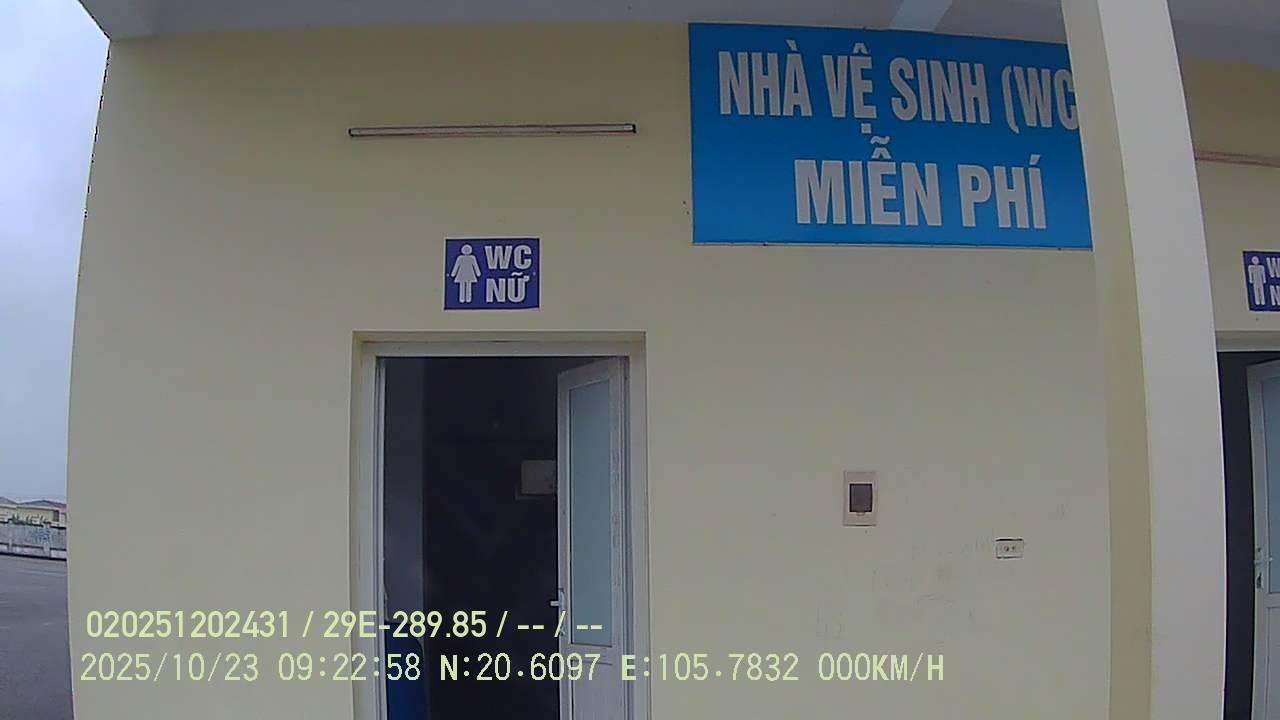 NHÀ VỆ SINH (WC
MIỄN PHÍ
WC
NỮ
020251202431 / 29E-289.85 / -- / --
2025/10/23 09:22:58 N:20.6097 E:105.7832 000KM/H